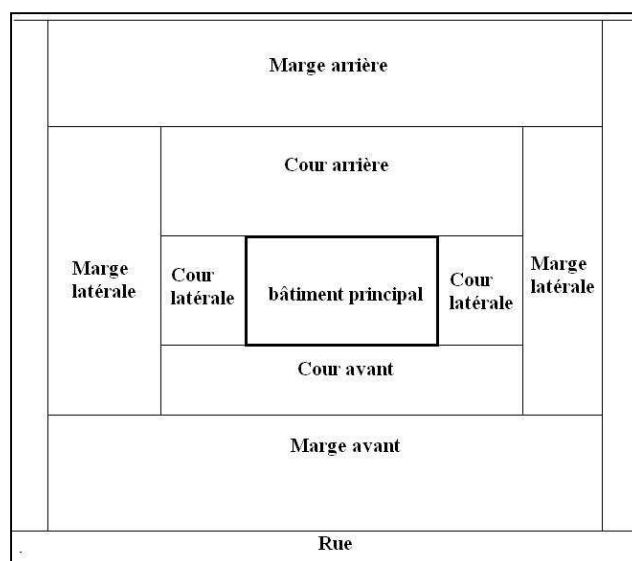 Marge arrière
Cour arrière
Marge
latérale
Cour
latérale
bâtiment principal
Cour
latérale
Marge
latérale
Cour avant
Marge avant
Rue